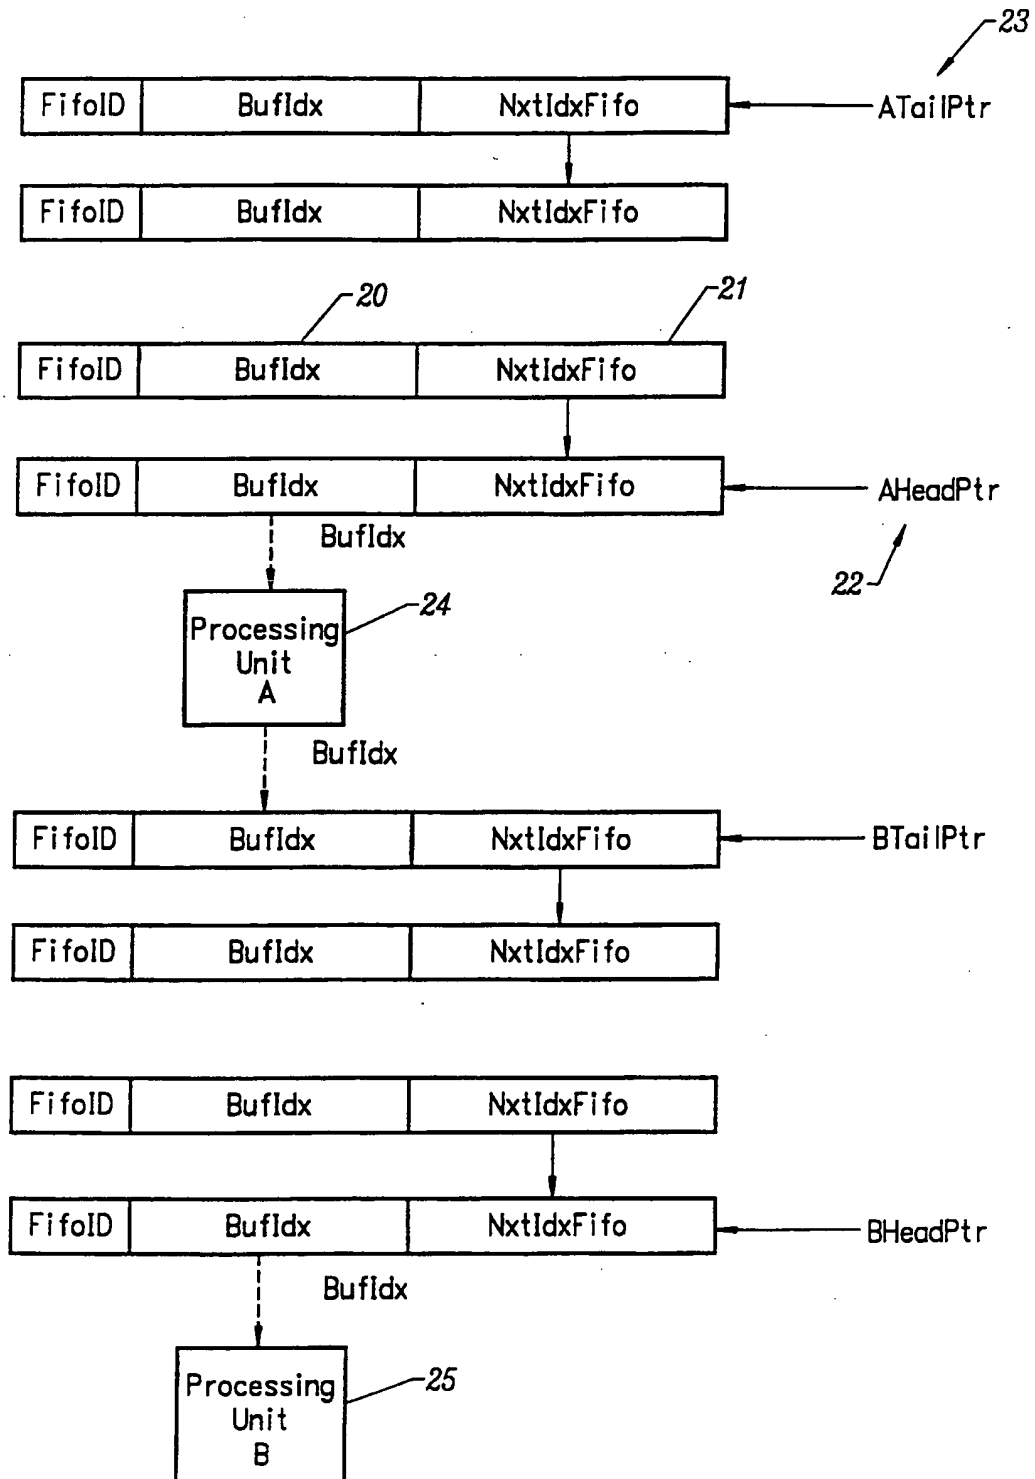 23
FifoID BufIdx NxtIdxFifo ATailPtr
FifoID BufIdx NxtIdxFifo
20 21
FifoID BufIdx NxtIdxFifo
FifoID BufIdx NxtIdxFifo AHeadPtr
BufIdx
22
24
Processing
Unit
A
BufIdx
FifoID BufIdx NxtIdxFifo BTailPtr
FifoID BufIdx NxtIdxFifo
FifoID BufIdx NxtIdxFifo
FifoID BufIdx NxtIdxFifo BHeadPtr
BufIdx
25
Processing
Unit
B